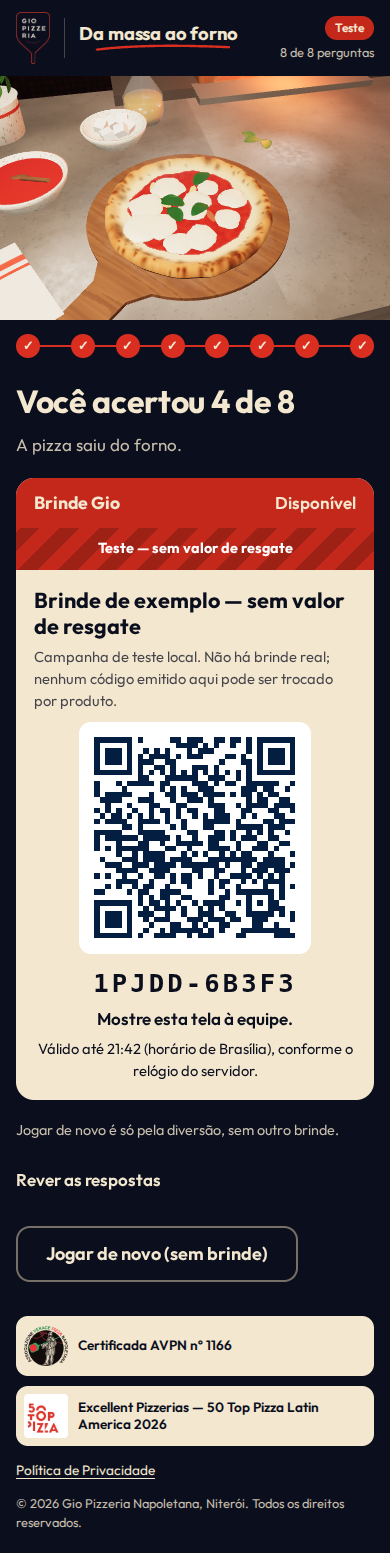 GIO
PIZZE
RIA
Da massa ao forno
Teste
8 de 8 perguntas
Você acertou 4 de 8
A pizza saiu do forno.
Brinde Gio
Disponível
Teste — sem valor de resgate
Brinde de exemplo — sem valor
de resgate
Campanha de teste local. Não há brinde real;
nenhum código emitido aqui pode ser trocado
por produto.
1PJDD-6B3F3
Mostre esta tela à equipe.
Válido até 21:42 (horário de Brasília), conforme o
relógio do servidor.
Jogar de novo é só pela diversão, sem outro brinde.
Rever as respostas
Jogar de novo (sem brinde)
Certificada AVPN nº 1166
50
TOP
PIZZA
Excellent Pizzerias — 50 Top Pizza Latin
America 2026
Política de Privacidade
© 2026 Gio Pizzeria Napoletana, Niterói. Todos os direitos
reservados.